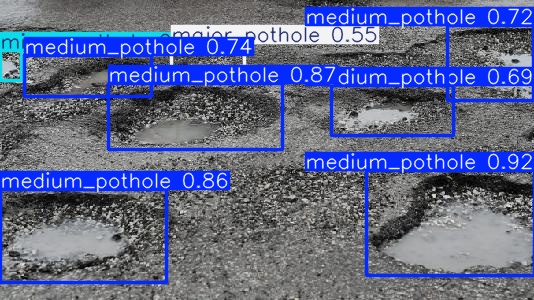 medium_pothole 0.72
major_pothole 0.55
medium_pothole 0.74
medium_pothole 0.87
dium_pothole 0.69
medium_pothole 0.92
medium_pothole 0.86